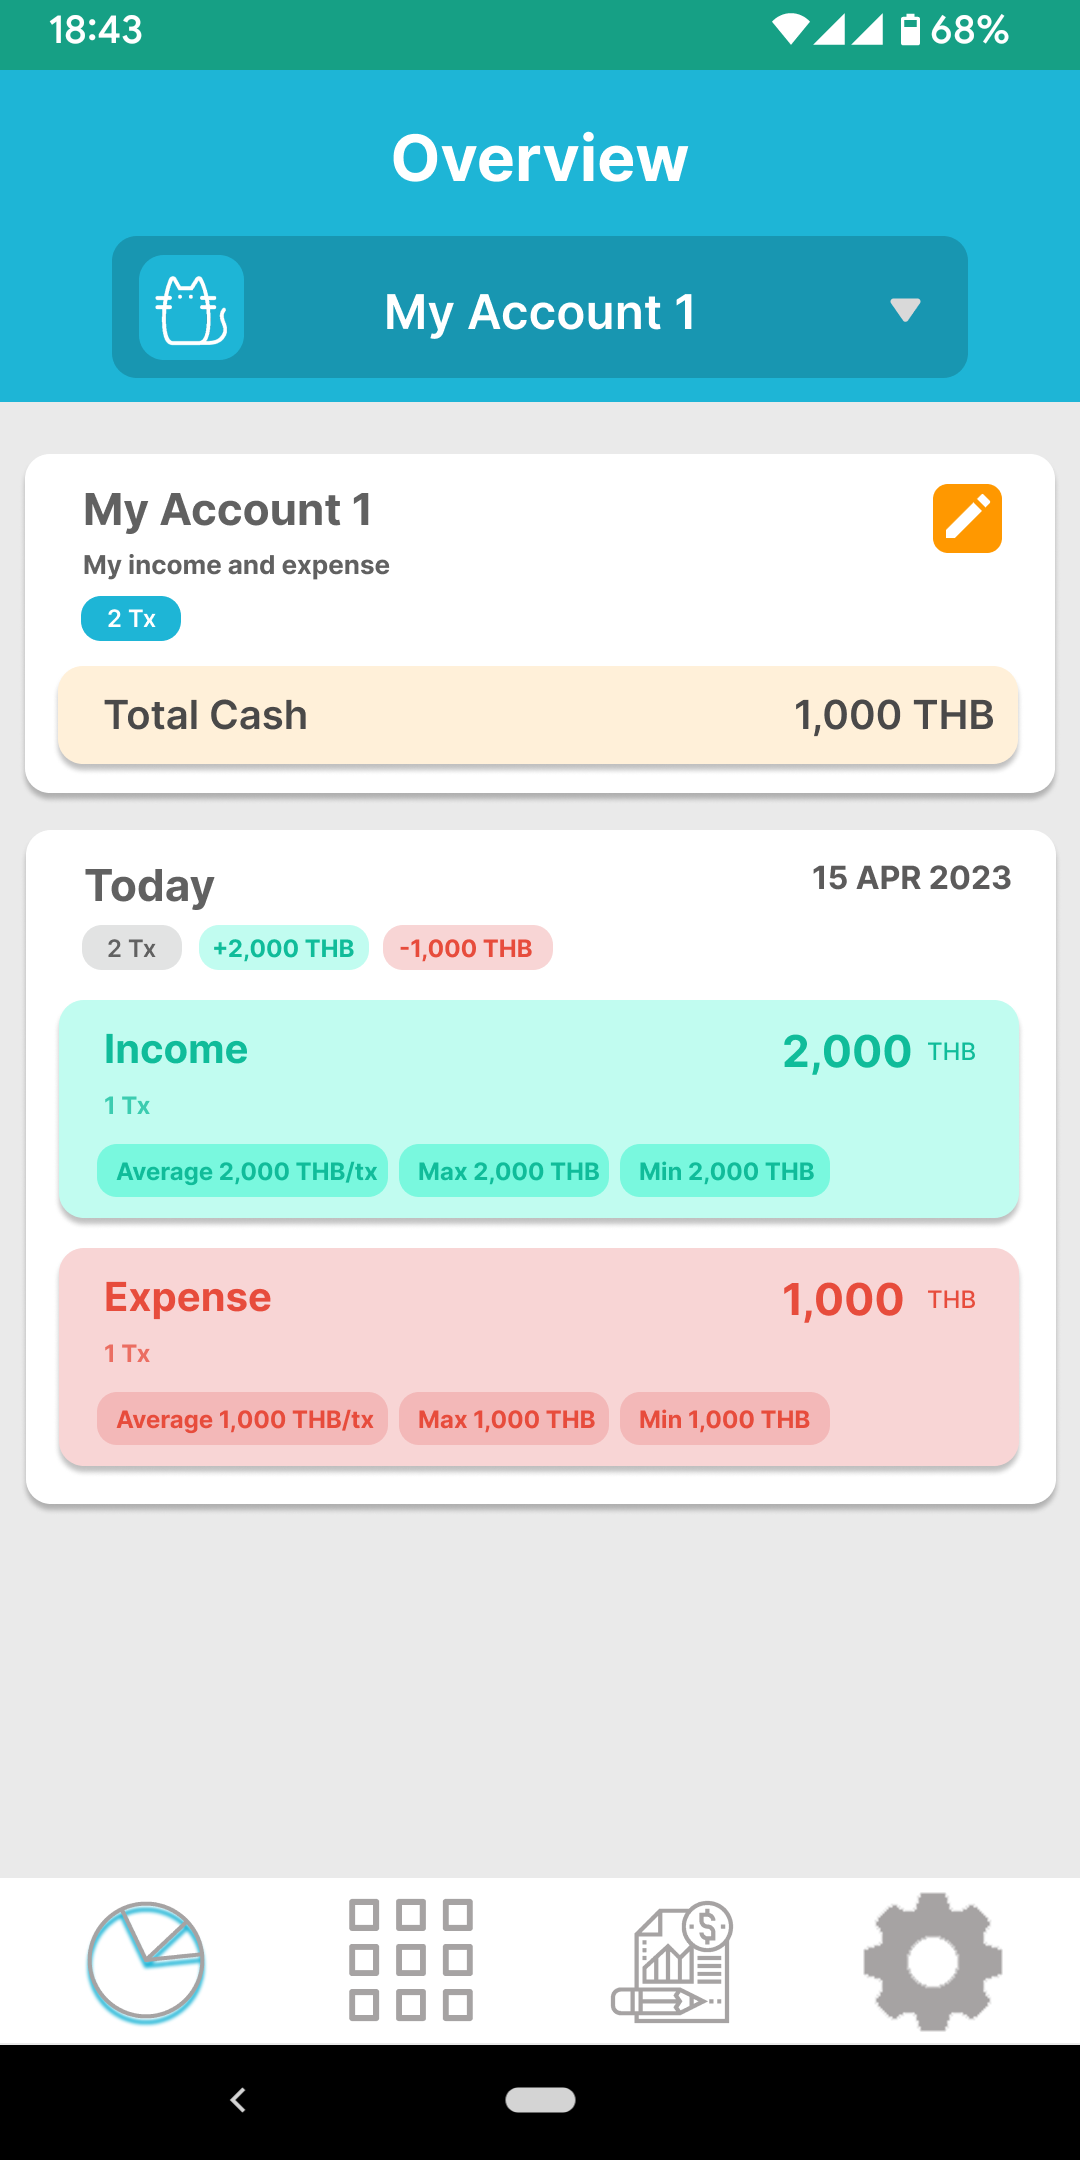 18:43 68%
Overview
My Account 1
My Account 1
My income and expense
2 Tx
Total Cash 1,000 THB
Today 15 APR 2023
2 Tx +2,000 THB -1,000 THB
Income 2,000 THB
1 Tx
Average 2,000 THB/tx Max 2,000 THB Min 2,000 THB
Expense 1,000 THB
1 Tx
Average 1,000 THB/tx Max 1,000 THB Min 1,000 THB
$